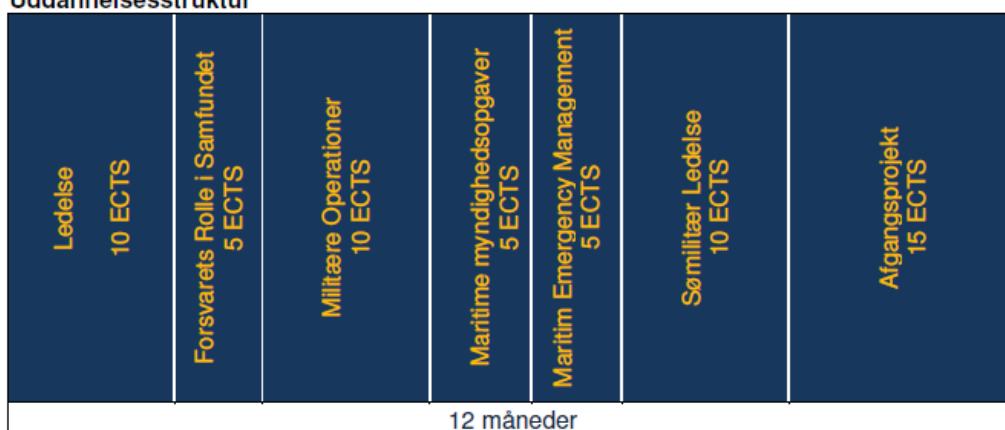 Uddannelsesstruktur
Ledelse
10 ECTS
Forsvarets Rolle i Samfundet
5 ECTS
Militære Operationer
10 ECTS
Maritime myndighedsopgaver
5 ECTS
Maritim Emergency Management
5 ECTS
Sømilitær Ledelse
10 ECTS
Afgangsprojekt
15 ECTS
12 måneder